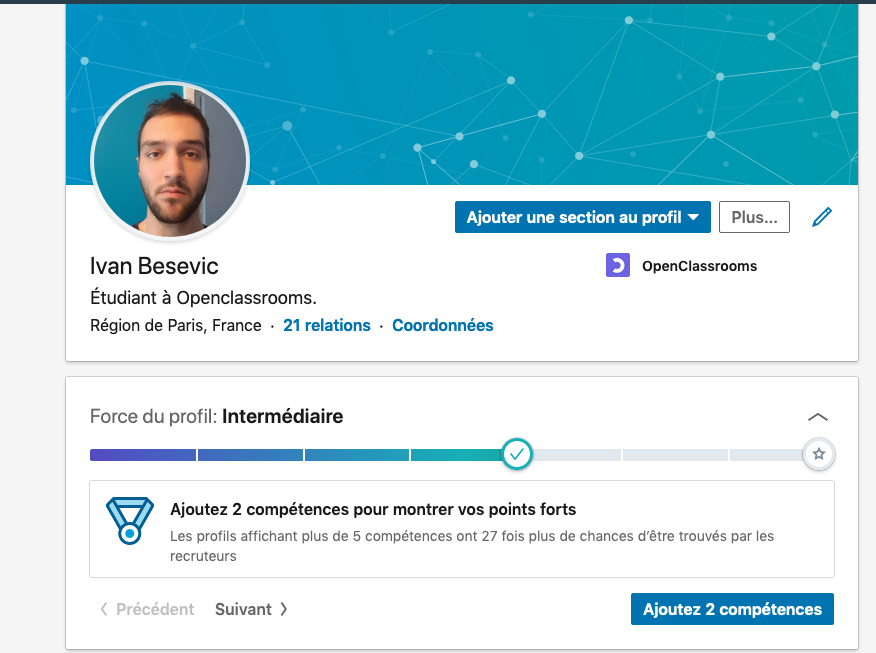 Ajouter une section au profil
Plus...
Ivan Besevic
OpenClassrooms
Étudiant à Openclassrooms.
Région de Paris, France · 21 relations · Coordonnées
Force du profil: Intermédiaire
Ajoutez 2 compétences pour montrer vos points forts
Les profils affichant plus de 5 compétences ont 27 fois plus de chances d’être trouvés par les
recruteurs
Précédent
Suivant
Ajoutez 2 compétences